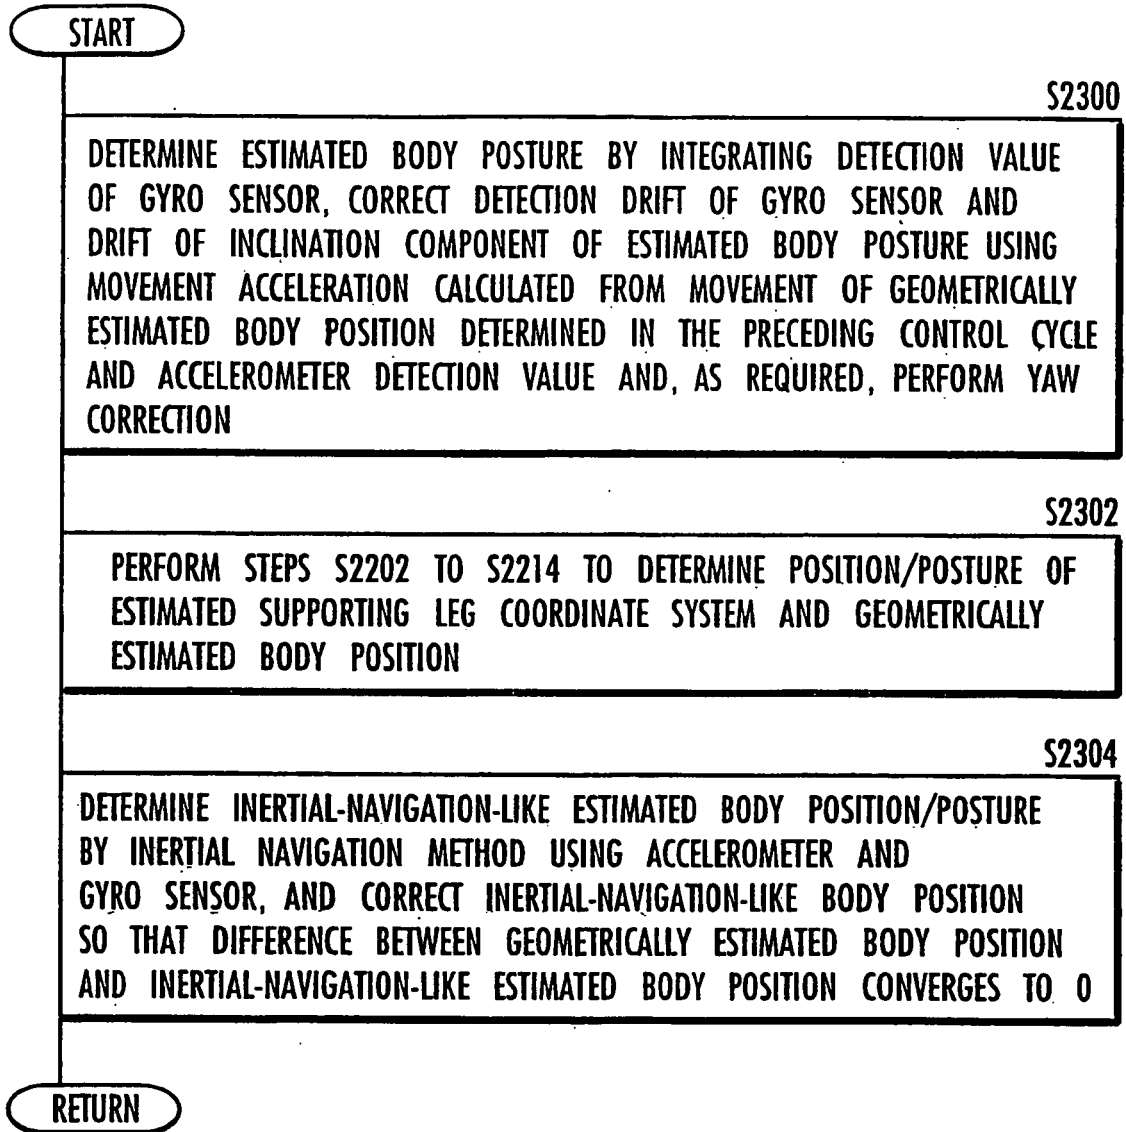 START
S2300
DETERMINE ESTIMATED BODY POSTURE BY INTEGRATING DETECTION VALUE
OF GYRO SENSOR, CORRECT DETECTION DRIFT OF GYRO SENSOR AND
DRIFT OF INCLINATION COMPONENT OF ESTIMATED BODY POSTURE USING
MOVEMENT ACCELERATION CALCULATED FROM MOVEMENT OF GEOMETRICALLY
ESTIMATED BODY POSITION DETERMINED IN THE PRECEDING CONTROL CYCLE
AND ACCELEROMETER DETECTION VALUE AND, AS REQUIRED, PERFORM YAW
CORRECTION
S2302
PERFORM STEPS S2202 TO S2214 TO DETERMINE POSITION/POSTURE OF
ESTIMATED SUPPORTING LEG COORDINATE SYSTEM AND GEOMETRICALLY
ESTIMATED BODY POSITION
S2304
DETERMINE INERTIAL-NAVIGATION-LIKE ESTIMATED BODY POSITION/POSTURE
BY INERTIAL NAVIGATION METHOD USING ACCELEROMETER AND
GYRO SENSOR, AND CORRECT INERTIAL-NAVIGATION-LIKE BODY POSITION
SO THAT DIFFERENCE BETWEEN GEOMETRICALLY ESTIMATED BODY POSITION
AND INERTIAL-NAVIGATION-LIKE ESTIMATED BODY POSITION CONVERGES TO 0
RETURN